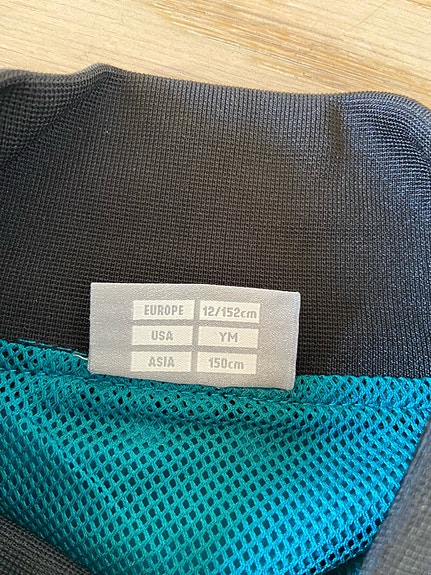 EUROPE 12/152cm
USA YM
ASIA 150cm